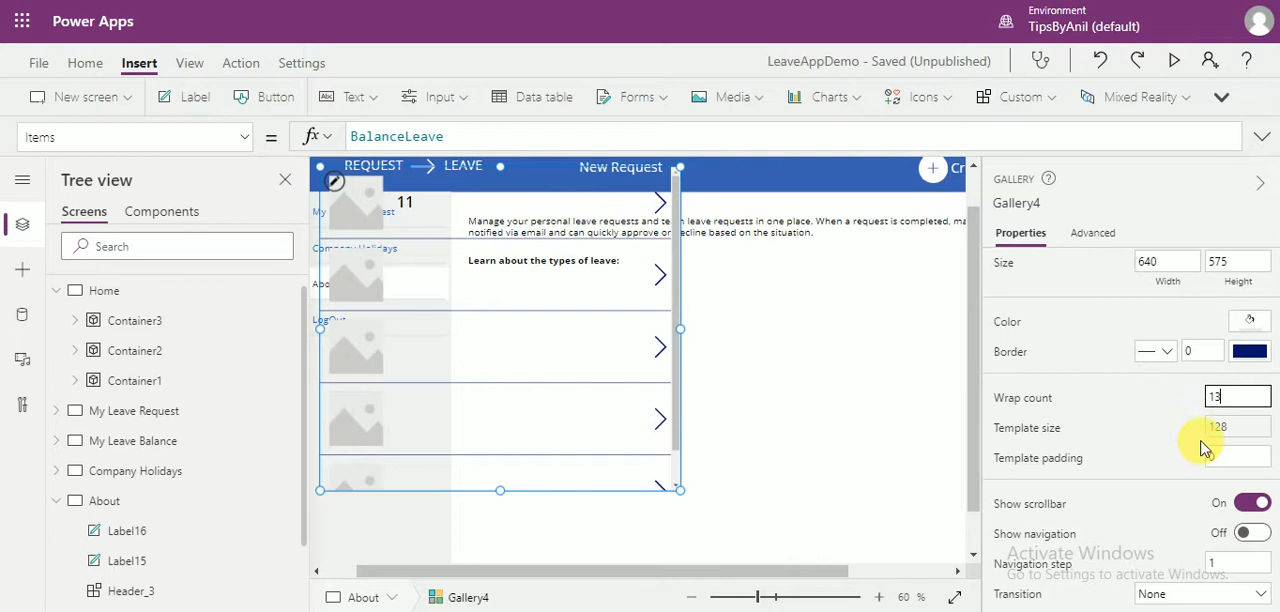 Power Apps
Environment
TipsByAnil (default)
File Home Insert View Action Settings
LeaveAppDemo - Saved (Unpublished)
New screen Label Button Text Input Data table Forms Media Charts Icons Custom Mixed Reality
Items = fx BalanceLeave
Tree view
Screens Components
Search
Home
Container3
Container2
Container1
My Leave Request
My Leave Balance
Company Holidays
About
Label16
Label15
Header_3
REQUEST LEAVE New Request
11
Manage your personal leave requests and
leave requests in one place. When a request is completed,
notified via email and can quickly approve or
based on the situation.
Company Holidays
Learn about the types of leave:
LogOut
About Gallery4
60 %
GALLERY
Gallery4
Properties Advanced
Size 640 575
Width Height
Color
Border 0
Wrap count 13
Template size 128
Template padding
Show scrollbar On
Show navigation Off
Navigation step 1
Transition None
Activate Windows
Go to Settings to activate Windows.